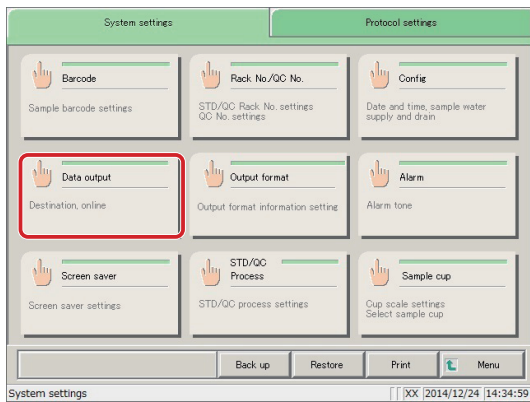 System settings
Protocol settings
Barcode
Sample barcode settings
Rack No./QC No.
STD/QC Rack No. settings
QC No. settings
Config
Date and time, sample water
supply and drain
Data output
Destination, online
Output format
Output format information setting
Alarm
Alarm tone
Screen saver
Screen saver settings
STD/QC
Process
STD/QC process settings
Sample cup
Cup scale settings
Select sample cup
Back up
Restore
Print
Menu
System settings
XX 2014/12/24 14:34:59